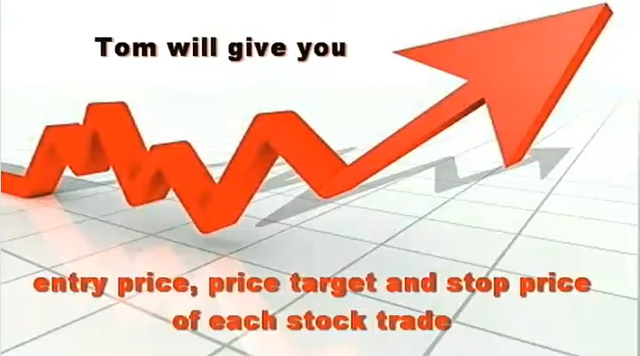 Tom will give you
entry price, price target and stop price
of each stock trade